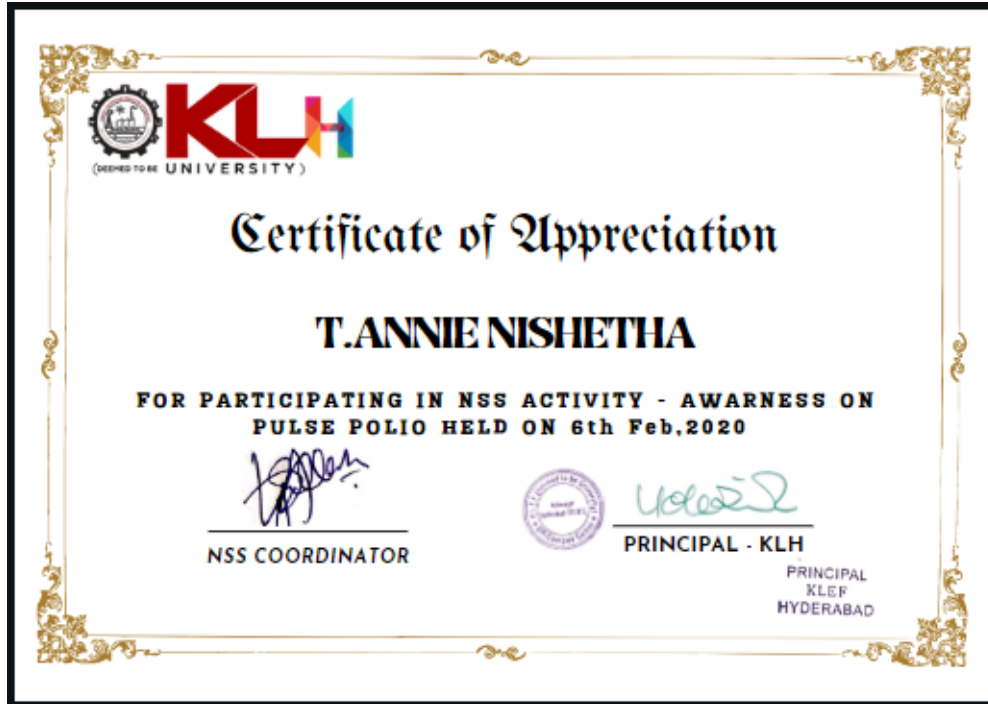 KLH
(DEEMED TO BE UNIVERSITY)
Certificate of Appreciation
T.ANNIE NISHETHA
FOR PARTICIPATING IN NSS ACTIVITY - AWARNESS ON
PULSE POLIO HELD ON 6th Feb,2020
NSS COORDINATOR
PRINCIPAL - KLH
PRINCIPAL
KLEF
HYDERABAD